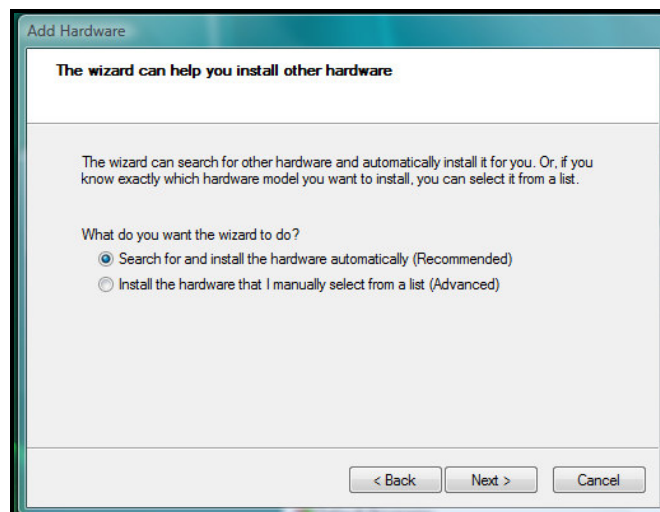 Add Hardware
The wizard can help you install other hardware
The wizard can search for other hardware and automatically install it for you. Or, if you
know exactly which hardware model you want to install, you can select it from a list.
What do you want the wizard to do?
Search for and install the hardware automatically (Recommended)
Install the hardware that I manually select from a list (Advanced)
< Back Next > Cancel